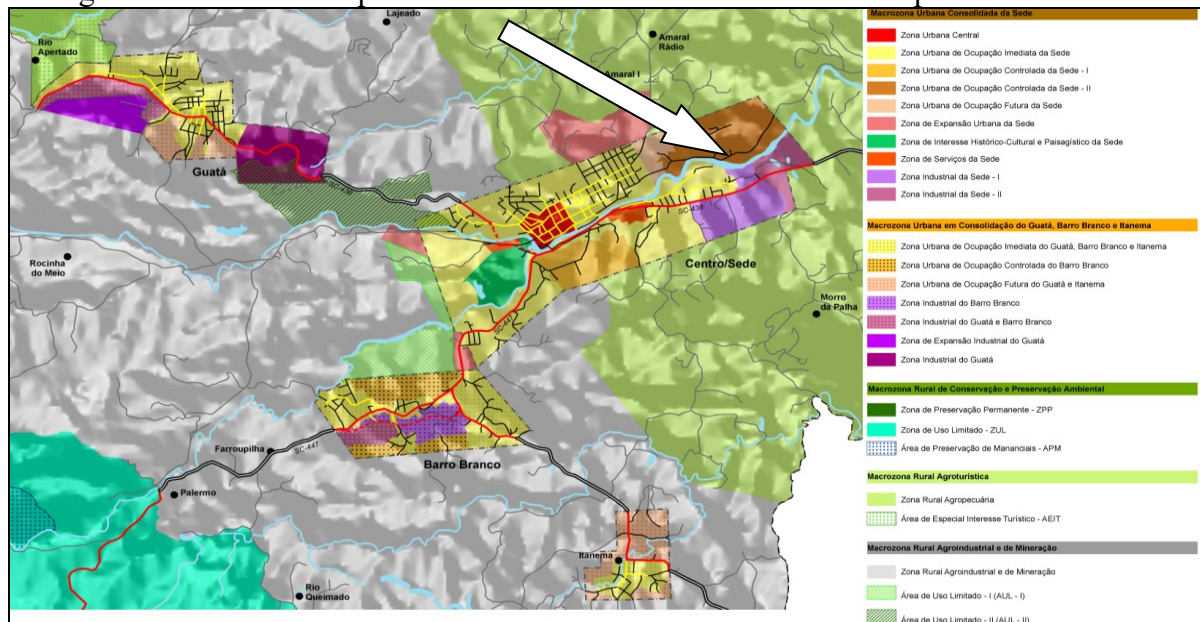 Lajeado
Rio
Apertado
Amaral
Rádio
Amaral I
Guatá
SC-438
Rocinha
do Meio
Centro/Sede
Morro
da Palha
SC-447
Farroupilha
SC-447
Barro Branco
Palermo
Itanema
Rio
Queimado
Macrozona Urbana Consolidada da Sede
Zona Urbana Central
Zona Urbana de Ocupação Imediata da Sede
Zona Urbana de Ocupação Controlada da Sede - I
Zona Urbana de Ocupação Controlada da Sede - II
Zona Urbana de Ocupação Futura da Sede
Zona de Expansão Urbana da Sede
Zona de Interesse Histórico-Cultural e Paisagístico da Sede
Zona de Serviços da Sede
Zona Industrial da Sede - I
Zona Industrial da Sede - II
Macrozona Urbana em Consolidação do Guatá, Barro Branco e Itanema
Zona Urbana de Ocupação Imediata do Guatá, Barro Branco e Itanema
Zona Urbana de Ocupação Controlada do Barro Branco
Zona Urbana de Ocupação Futura do Guatá e Itanema
Zona Industrial do Barro Branco
Zona Industrial do Guatá e Barro Branco
Zona de Expansão Industrial do Guatá
Zona Industrial do Guatá
Macrozona Rural de Conservação e Preservação Ambiental
Zona de Preservação Permanente - ZPP
Zona de Uso Limitado - ZUL
Área de Preservação de Mananciais - APM
Macrozona Rural Agroturística
Zona Rural Agropecuária
Área de Especial Interesse Turístico - AEIT
Macrozona Rural Agroindustrial e de Mineração
Zona Rural Agroindustrial e de Mineração
Área de Uso Limitado - I (AUL - I)
Área de Uso Limitado - II (AUL - II)